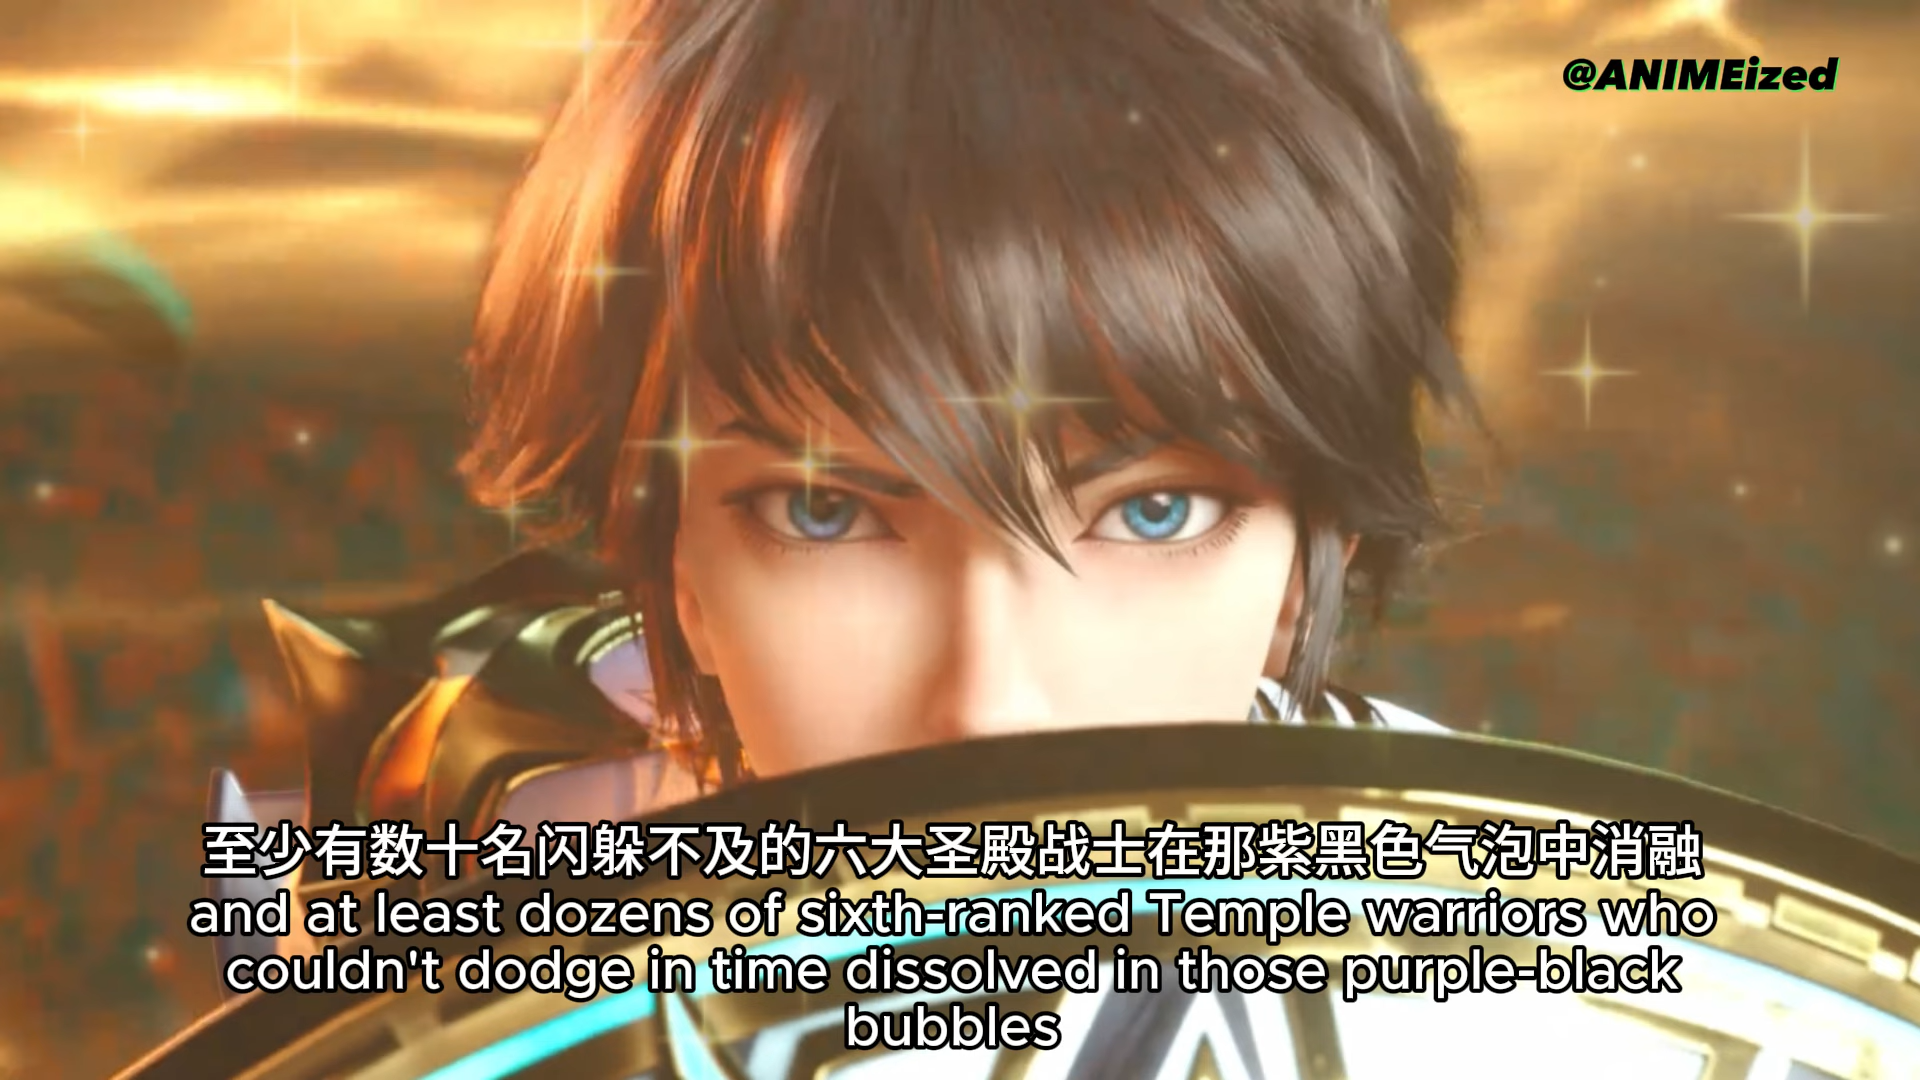 @ANIMEized
至少有数十名闪躲不及的六大圣殿战士在那紫黑色气泡中消融
and at least dozens of sixth-ranked Temple warriors who
couldn't dodge in time dissolved in those purple-black
bubbles